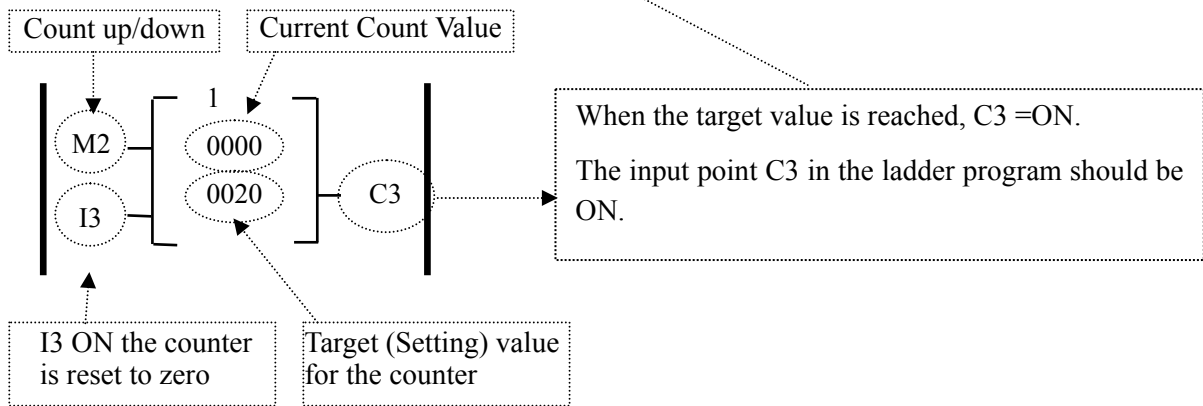 Count up/down
Current Count Value
1
M2
0000
0020
I3
C3
When the target value is reached, C3 =ON.
The input point C3 in the ladder program should be
ON.
I3 ON the counter
is reset to zero
Target (Setting) value
for the counter